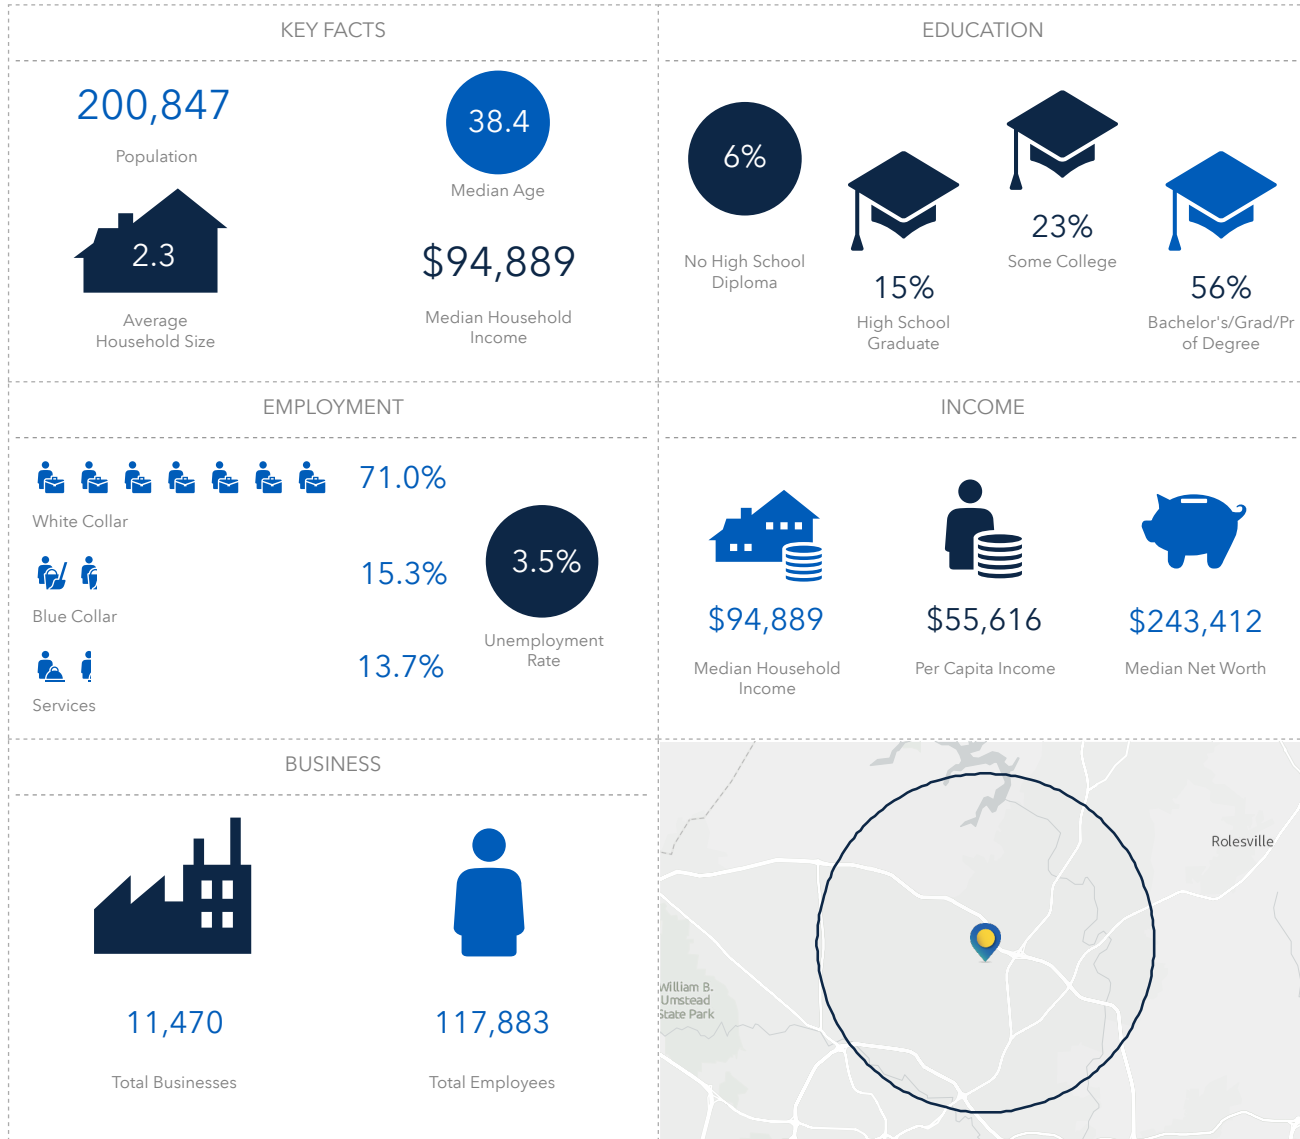 KEY FACTS
200,847
Population
38.4
Median Age
2.3
Average
Household Size
$94,889
Median Household
Income
EDUCATION
6%
No High School
Diploma
15%
High School
Graduate
23%
Some College
56%
Bachelor's/Grad/Pr
of Degree
EMPLOYMENT
71.0%
White Collar
15.3%
Blue Collar
13.7%
Services
3.5%
Unemployment
Rate
INCOME
$94,889
Median Household
Income
$55,616
Per Capita Income
$243,412
Median Net Worth
BUSINESS
11,470
Total Businesses
117,883
Total Employees
Rolesville
William B.
Umstead
State Park